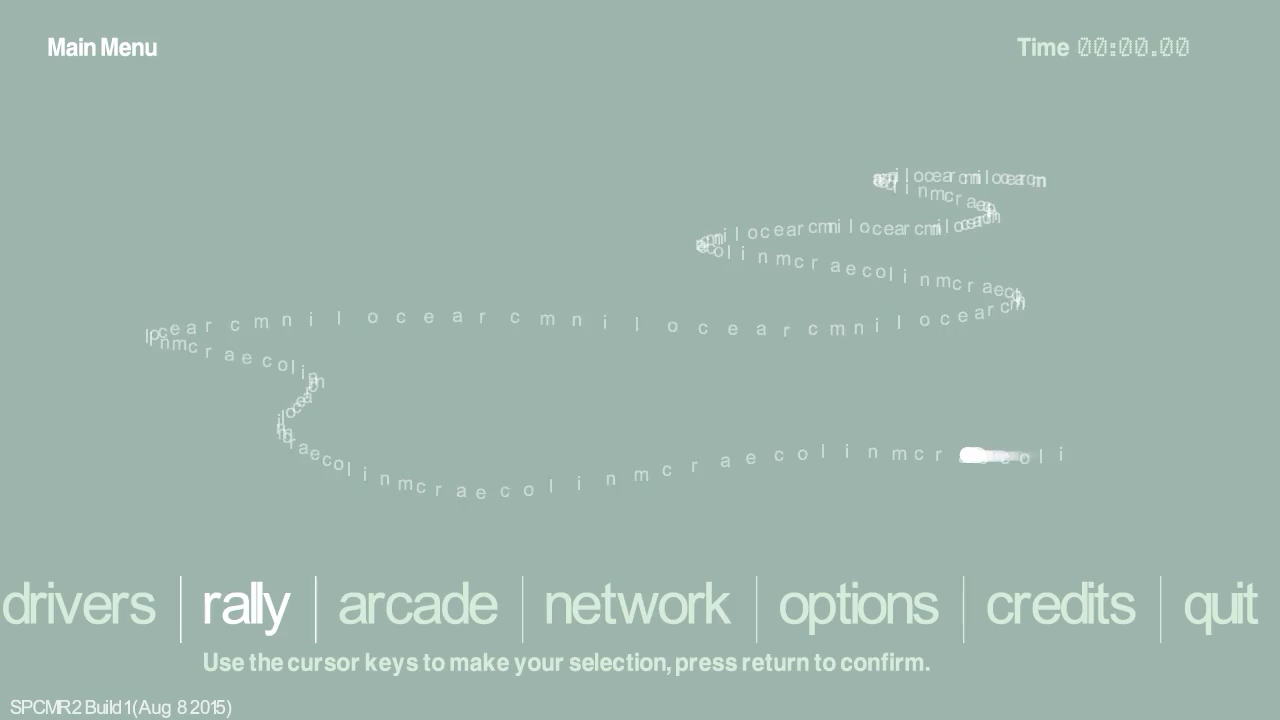 Main Menu
Time 00:00.00
drivers rally arcade network options credits quit
Use the cursor keys to make your selection, press return to confirm.
SPCMR2 Build 1 (Aug 8 2015)